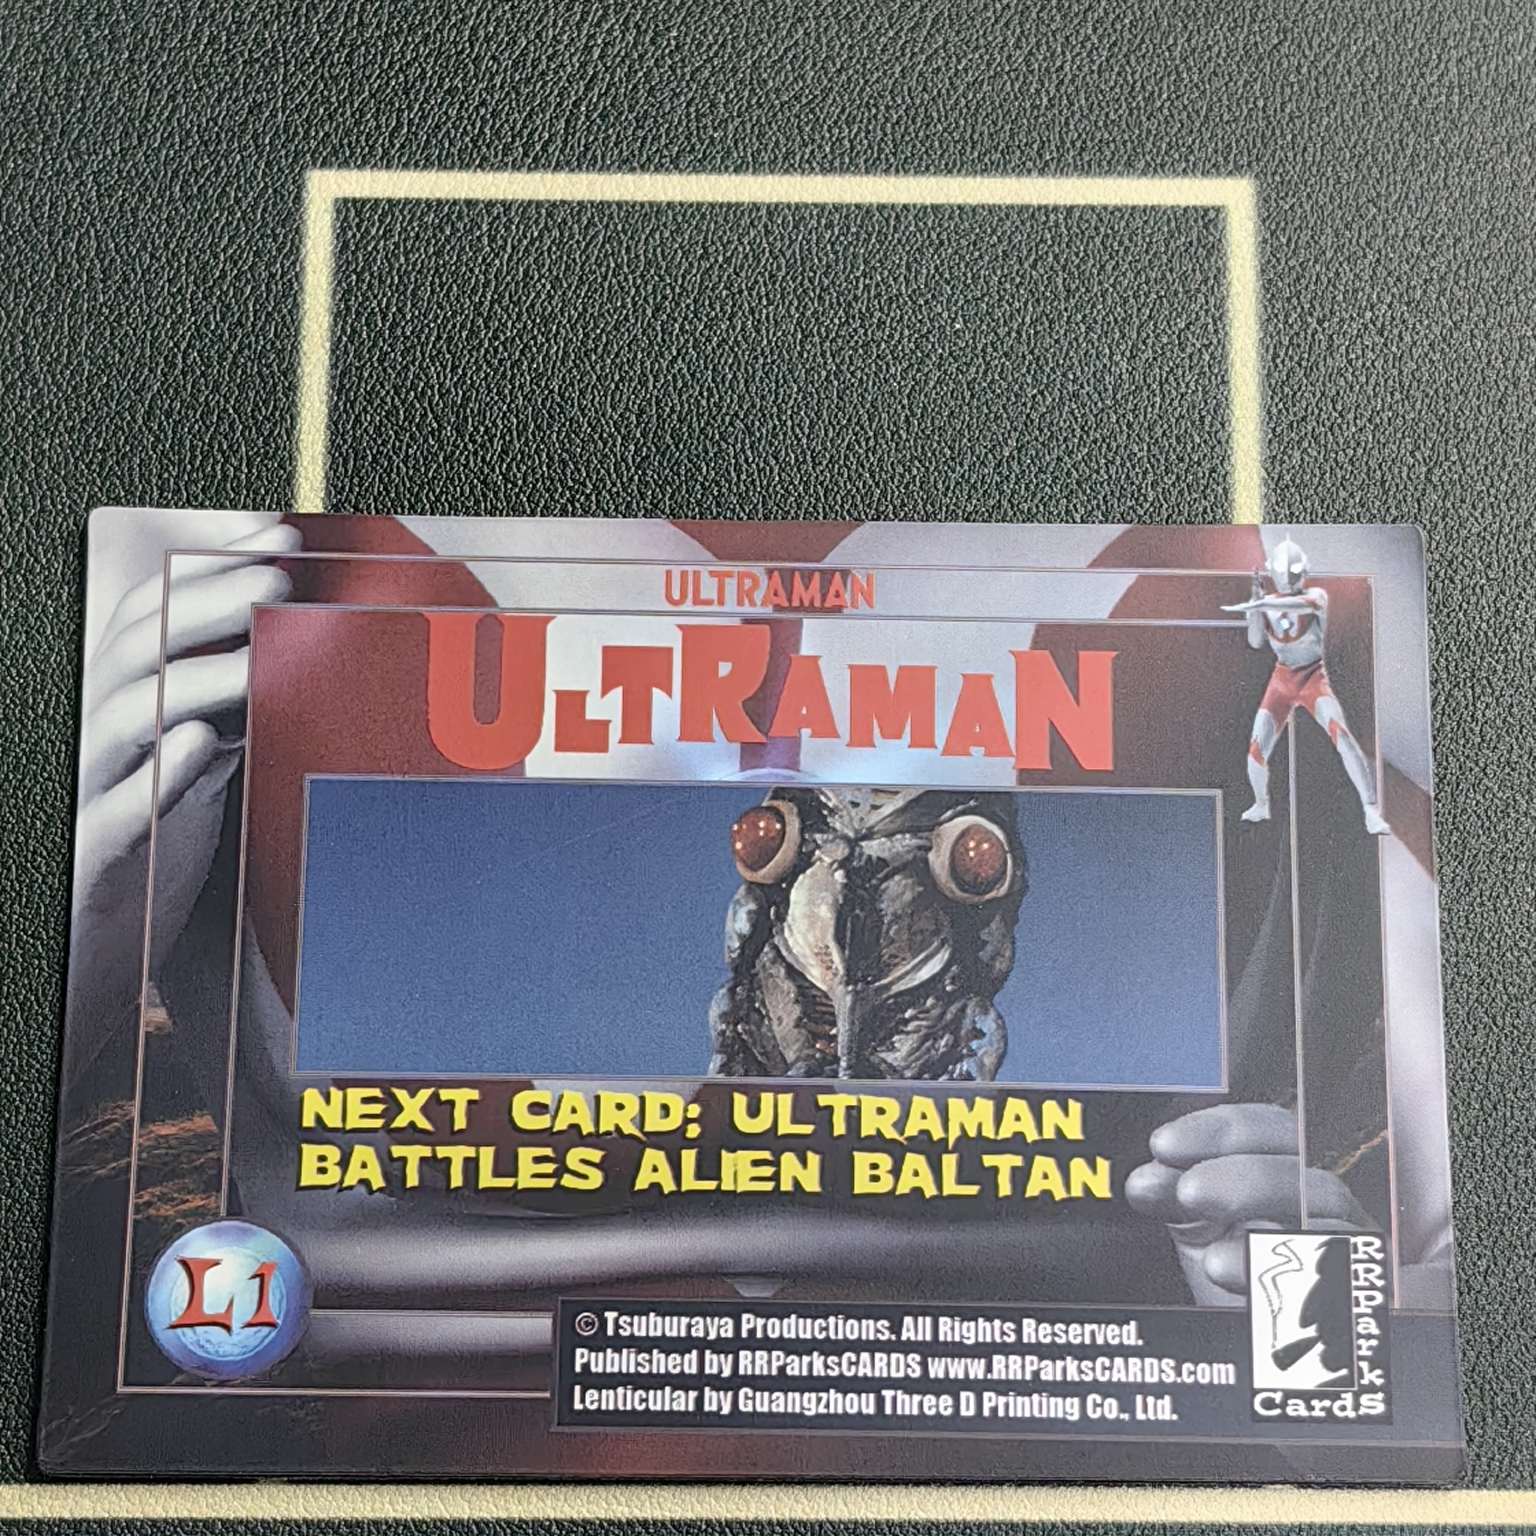 ULTRAMAN
ULTRAMAN
NEXT CARD: ULTRAMAN
BATTLES ALIEN BALTAN
L1
© Tsuburaya Productions. All Rights Reserved.
Published by RRParksCARDS www.RRParksCARDS.com
Lenticular by Guangzhou Three D Printing Co., Ltd.
RRParks
Cards